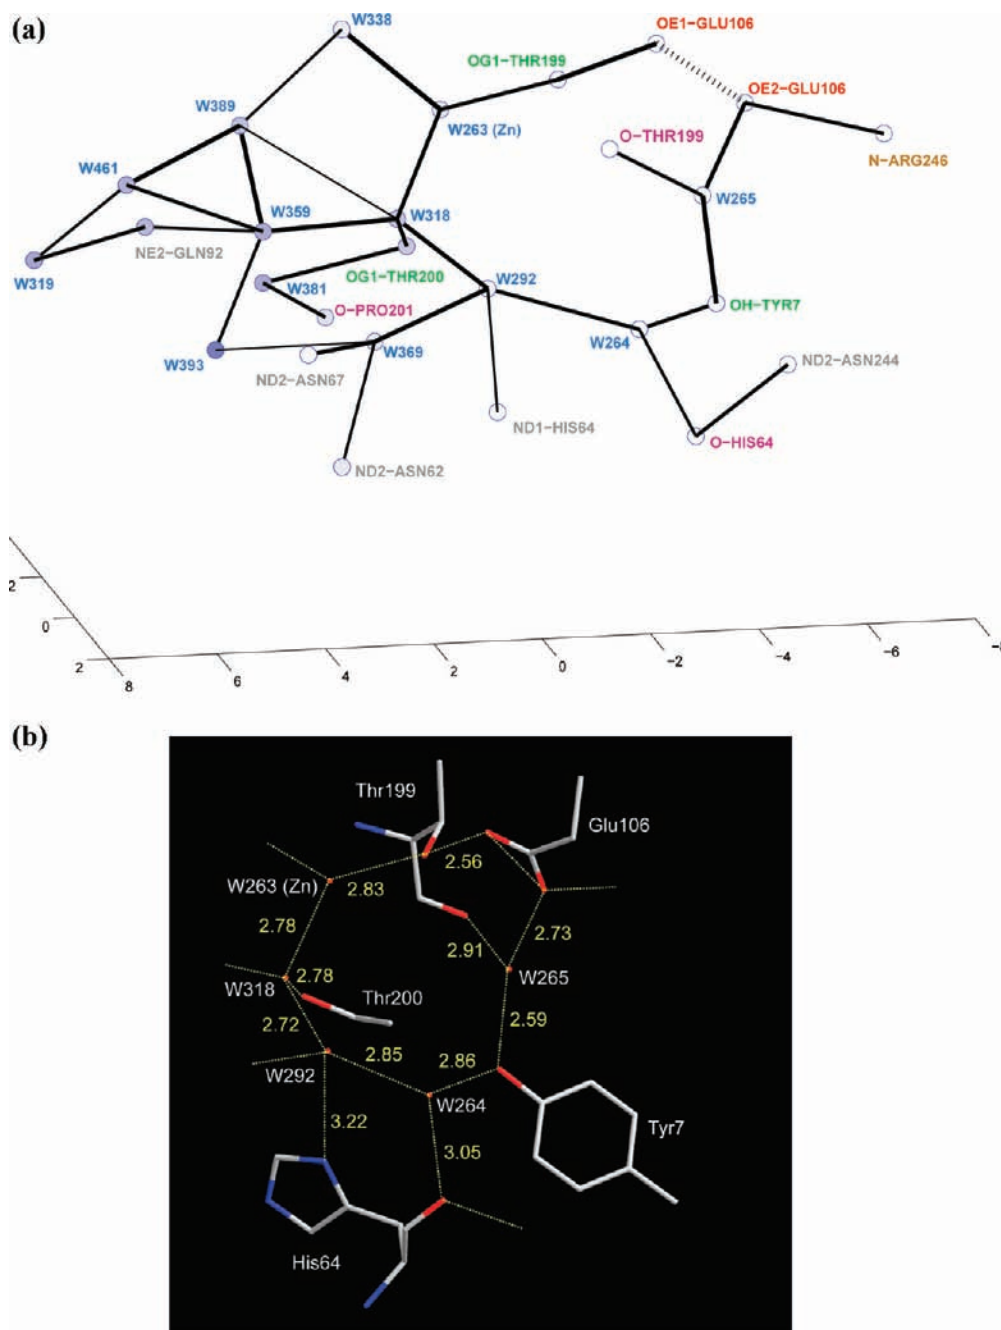 (a)
W338
OE1-GLU106
OG1-THR199
OE2-GLU106
W389
W263 (Zn)
O-THR199
N-ARG246
W461
W265
W359
W318
NE2-GLN92
W319
OG1-THR200
W292
W381
O-PRO201
OH-TYR7
W264
W393
W369
ND2-ASN67
ND2-ASN244
ND1-HIS64
O-HIS64
ND2-ASN62
2
0
2
8
6
4
2
0
-2
-4
-6
(b)
Thr199
Glu106
2.56
W263 (Zn)
2.83
2.78
2.91
2.73
2.78
W265
W318
Thr200
2.72
2.59
2.85
2.86
W292
W264
3.22
Tyr7
3.05
His64